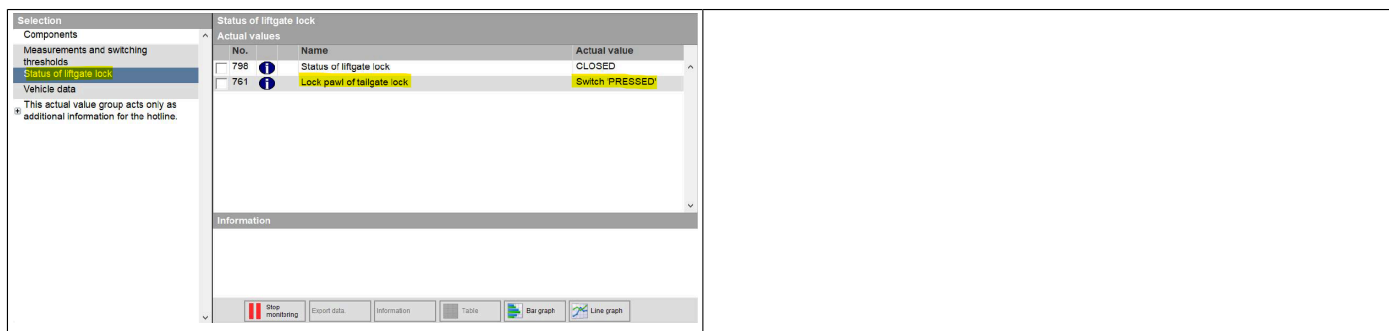 Selection
Components
Measurements and switching
thresholds
Status of liftgate lock
Vehicle data
This actual value group acts only as
additional information for the hotline.
Status of liftgate lock
Actual values
No. Name Actual value
798 Status of liftgate lock CLOSED
761 Lock pawl of tailgate lock Switch 'PRESSED'
Information
Stop
monitoring
Export data
Information
Table
Bar graph
Line graph